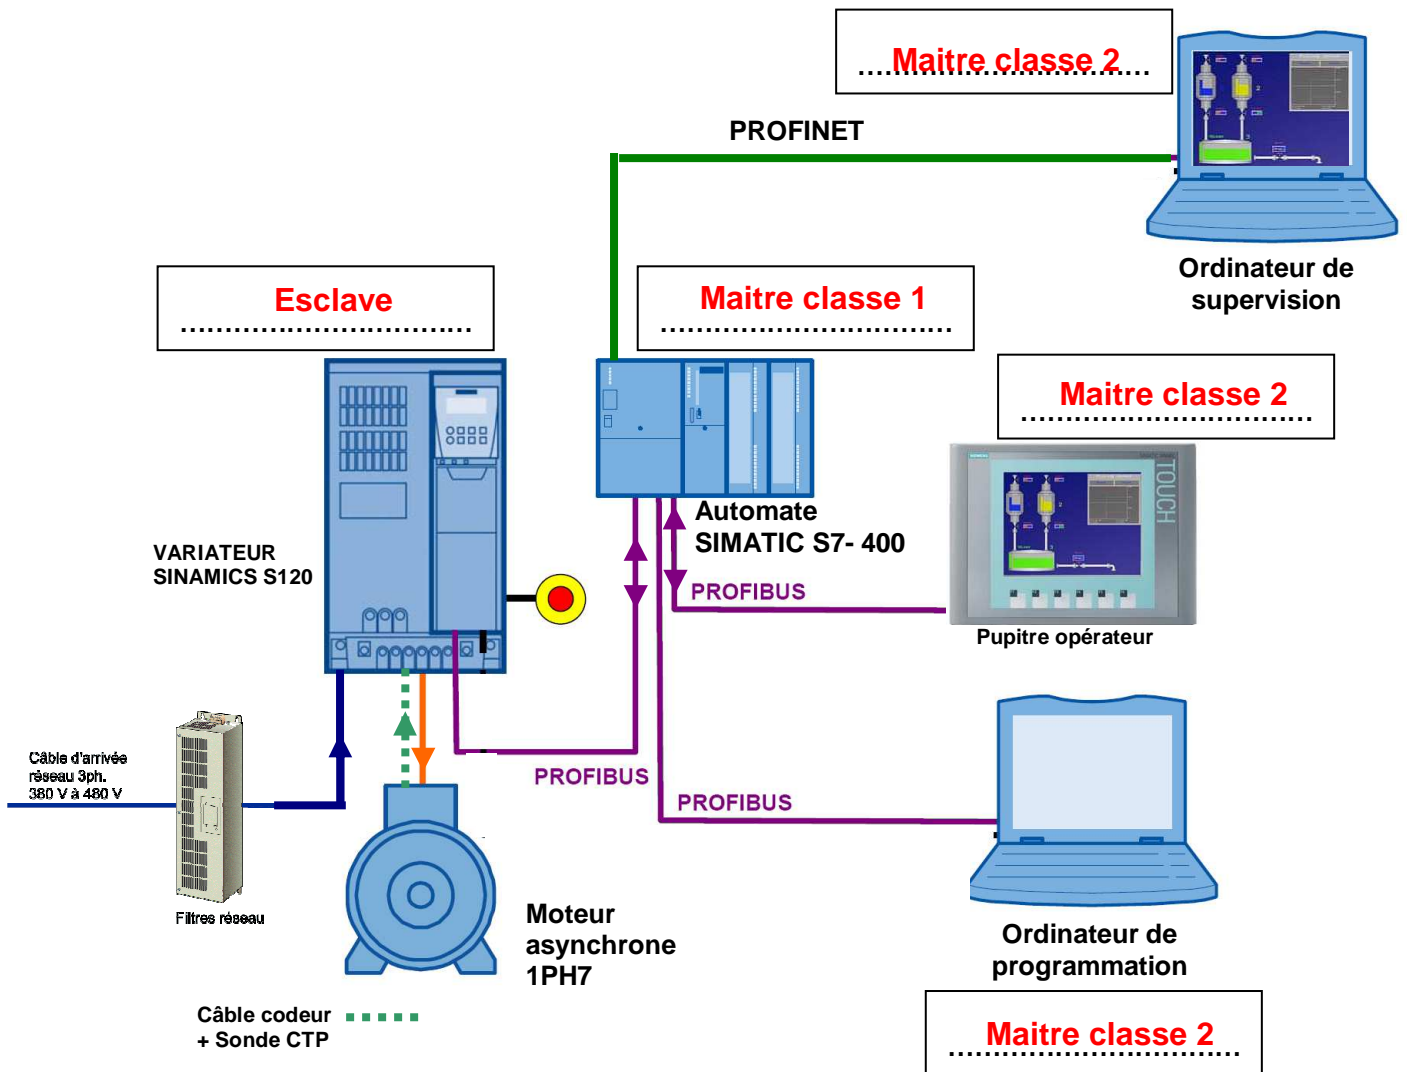 Maitre classe 2
PROFINET
Ordinateur de
supervision
Esclave
Maitre classe 1
Maitre classe 2
SIEMENS
TOUCH
Automate
SIMATIC S7- 400
VARIATEUR
SINAMICS S120
PROFIBUS
Pupitre opérateur
Câble d'arrivée
réseau 3ph.
380 V à 480 V
PROFIBUS
PROFIBUS
Filtres réseau
Moteur
asynchrone
1PH7
Ordinateur de
programmation
Câble codeur
+ Sonde CTP
Maitre classe 2